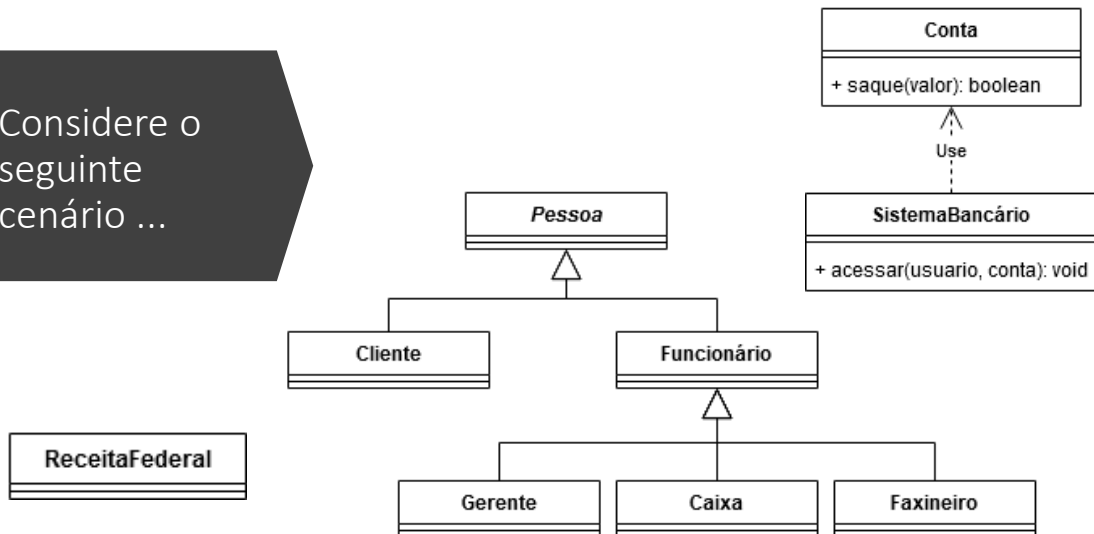 Considere o
seguinte
cenário ...
Conta
+ saque(valor): boolean
Use
SistemaBancário
+ acessar(usuario, conta): void
Pessoa
Cliente
Funcionário
ReceitaFederal
Gerente
Caixa
Faxineiro